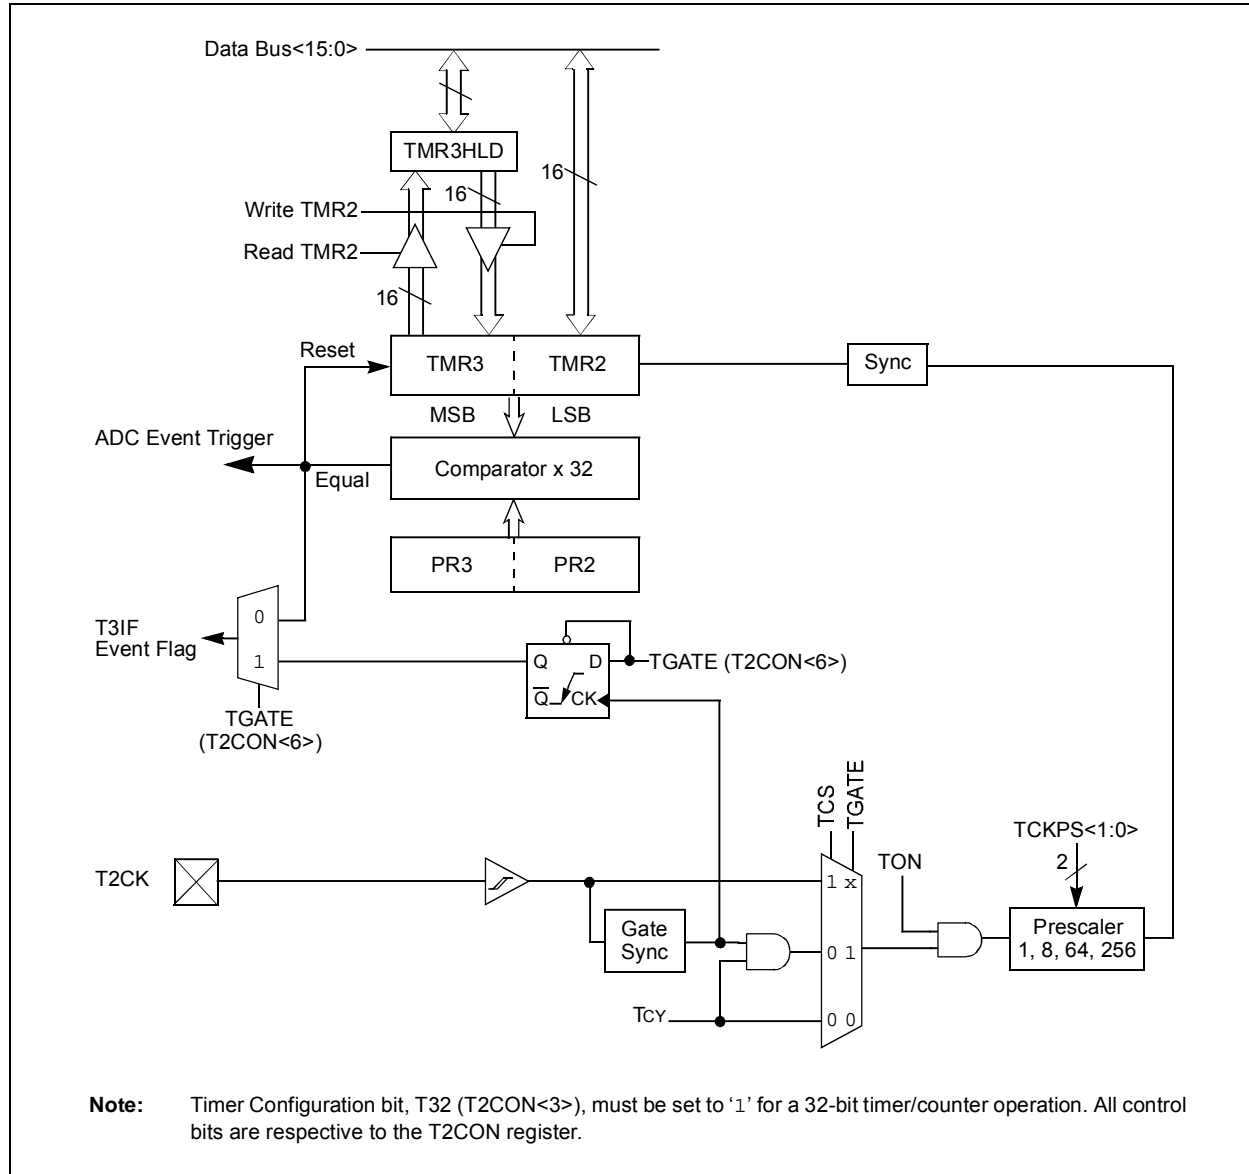 Data Bus<15:0>
TMR3HLD
16
16
Write TMR2
Read TMR2
16
Reset
TMR3
TMR2
Sync
MSB
LSB
ADC Event Trigger
Equal
Comparator x 32
PR3
PR2
0
T3IF
Event Flag
1
Q
D
TGATE (T2CON<6>)
Q
CK
TGATE
(T2CON<6>)
TCS
TGATE
TCKPS<1:0>
2
TON
T2CK
1 x
Gate
Sync
0 1
Prescaler
1, 8, 64, 256
TCY
0 0
Note: Timer Configuration bit, T32 (T2CON<3>), must be set to ‘1’ for a 32-bit timer/counter operation. All control
bits are respective to the T2CON register.